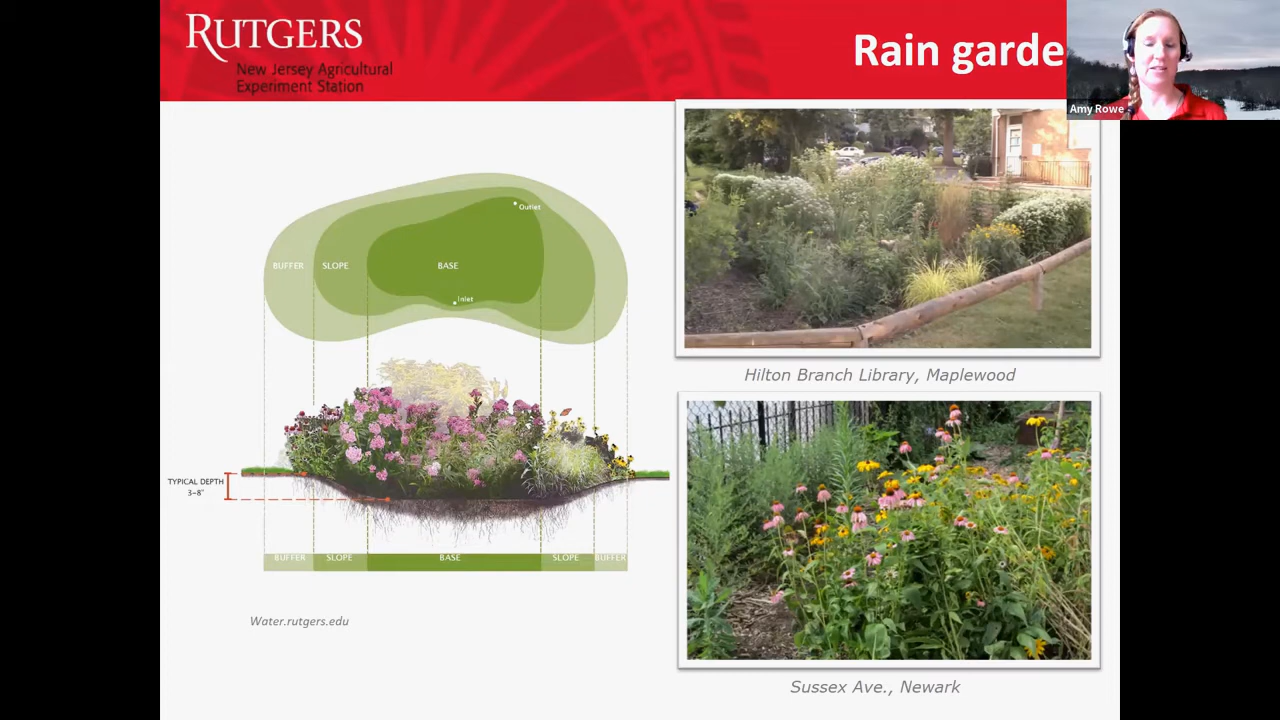 RUTGERS
New Jersey Agricultural
Experiment Station
Rain garde
Amy Rowe
Outlet
BUFFER SLOPE BASE
Inlet
TYPICAL DEPTH
3-8"
BUFFER SLOPE BASE SLOPE BUFFER
Water.rutgers.edu
Hilton Branch Library, Maplewood
Sussex Ave., Newark